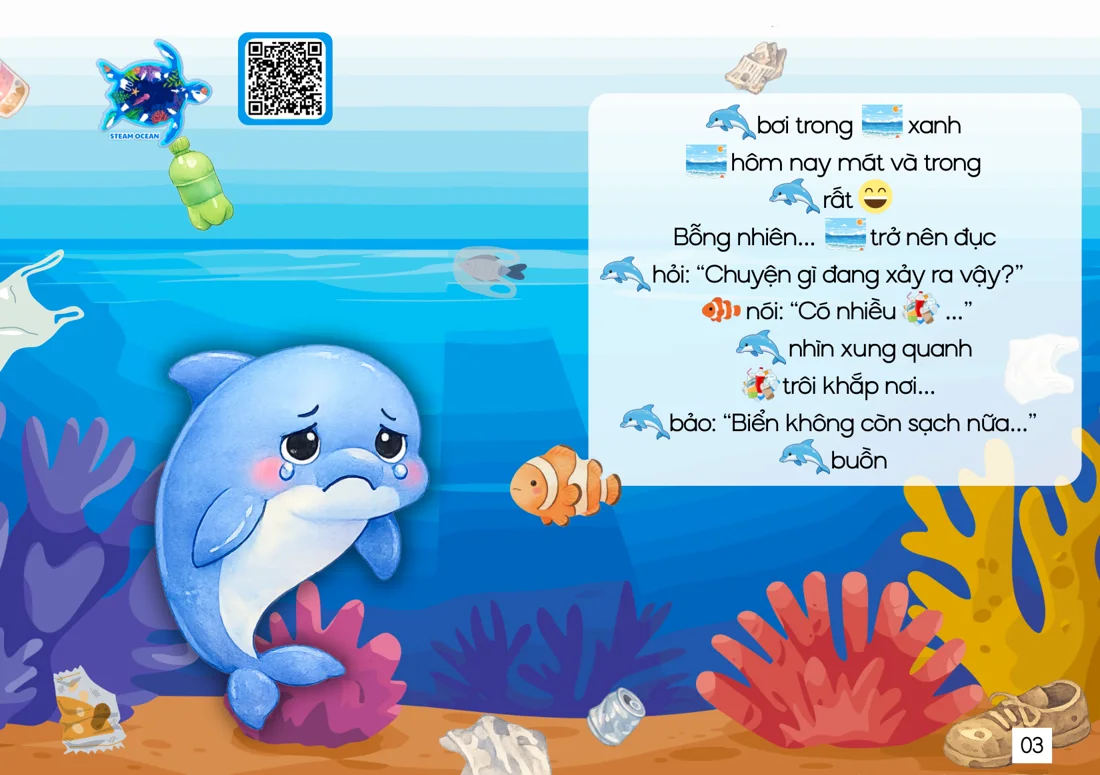 STEAM OCEAN
bơi trong xanh
hôm nay mát và trong
rất
Bỗng nhiên... trở nên đục
hỏi: “Chuyện gì đang xảy ra vậy?”
nói: “Có nhiều ...”
nhìn xung quanh
trôi khắp nơi...
bảo: “Biển không còn sạch nữa...”
buồn
03